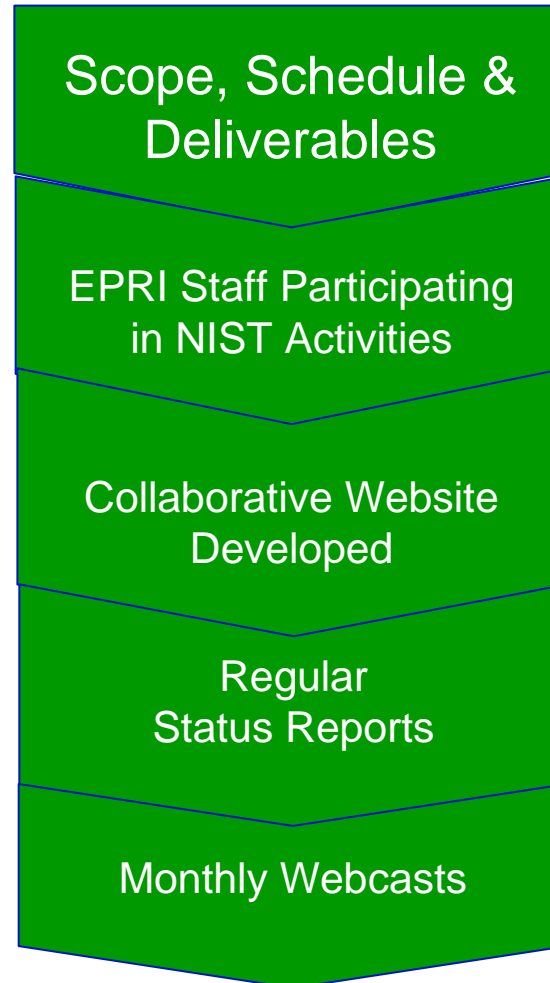 Scope, Schedule &
Deliverables
EPRI Staff Participating
in NIST Activities
Collaborative Website
Developed
Regular
Status Reports
Monthly Webcasts